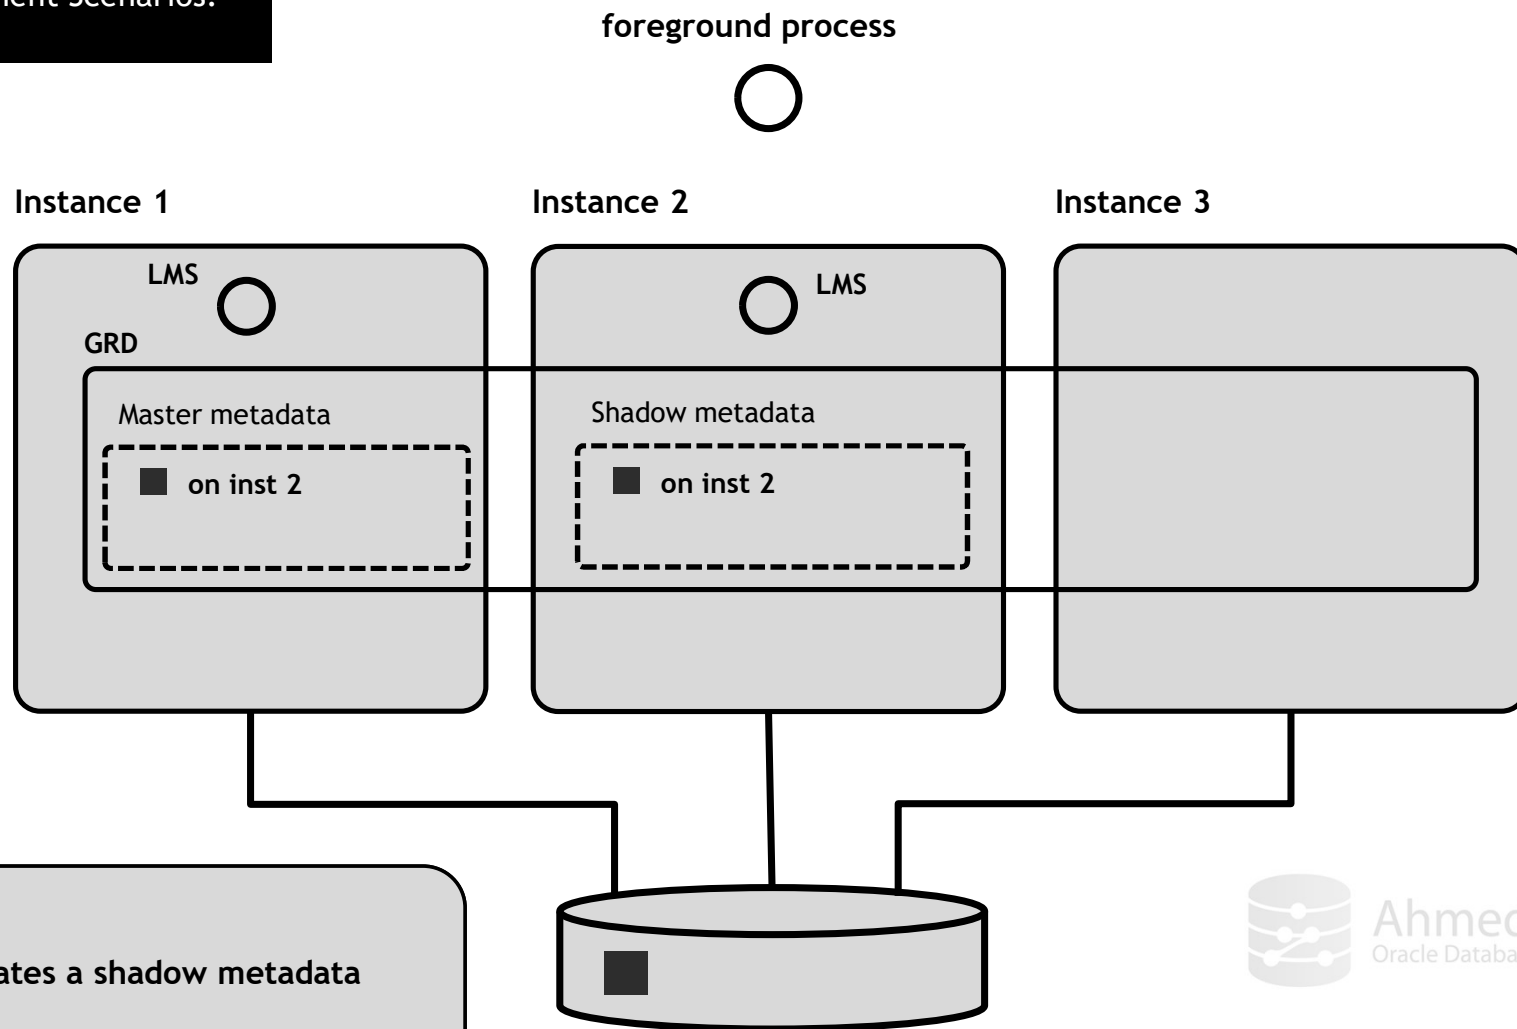 foreground process
Instance 1
Instance 2
Instance 3
LMS
LMS
GRD
Master metadata
Shadow metadata
on inst 2
on inst 2
a shadow metadata
Oracle